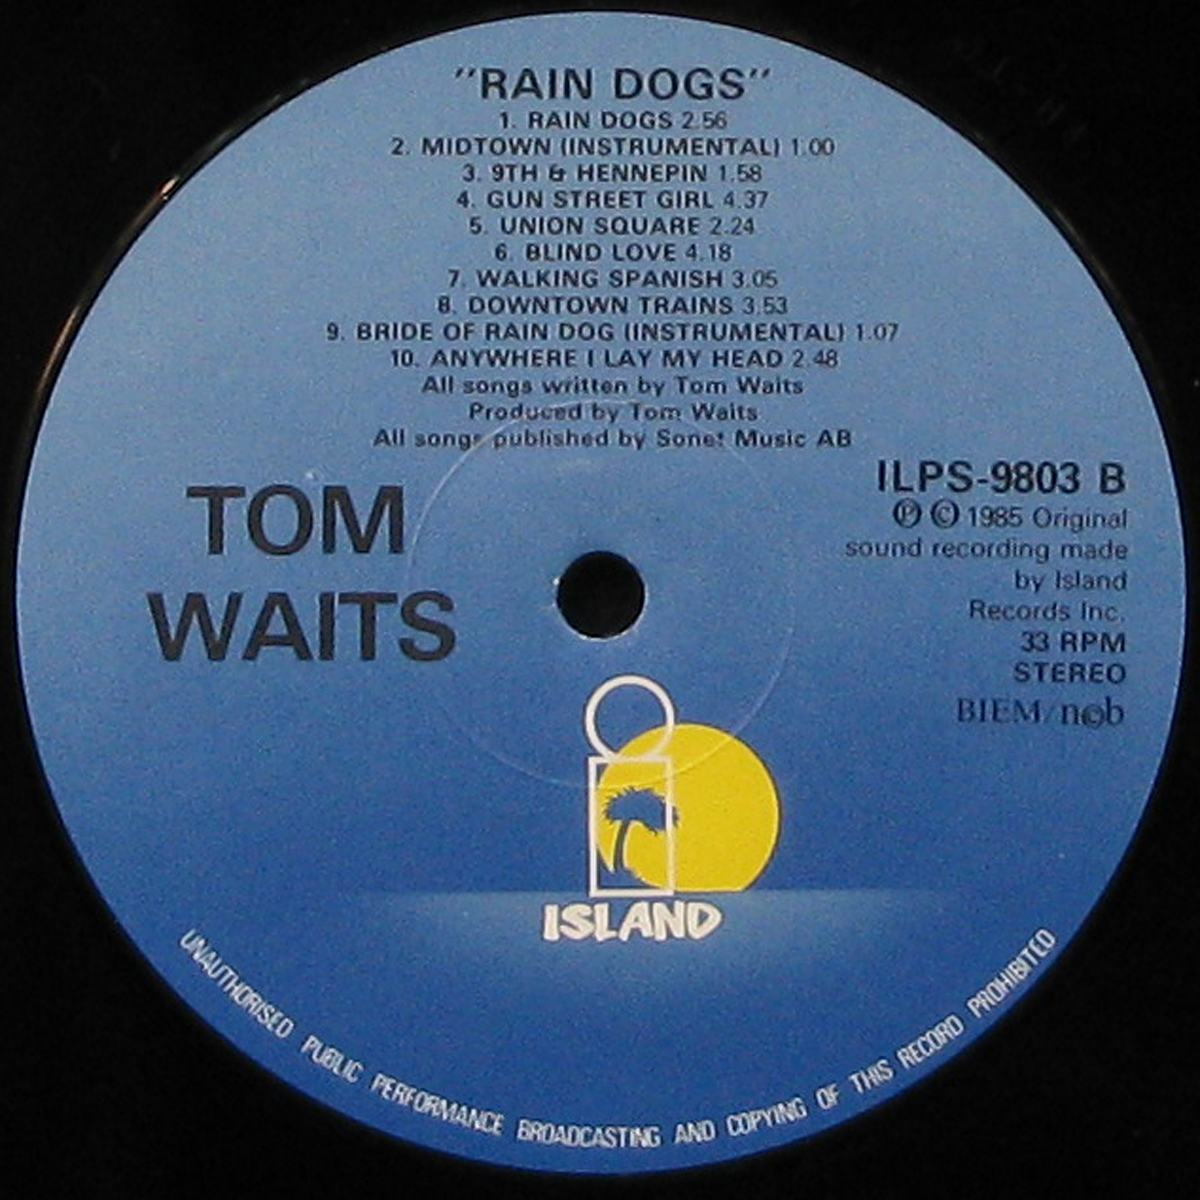 "RAIN DOGS"
1. RAIN DOGS 2.56
2. MIDTOWN (INSTRUMENTAL) 1.00
3. 9TH & HENNEPIN 1.58
4. GUN STREET GIRL 4.37
5. UNION SQUARE 2.24
6. BLIND LOVE 4.18
7. WALKING SPANISH 3.05
8. DOWNTOWN TRAINS 3.53
9. BRIDE OF RAIN DOG (INSTRUMENTAL) 1.07
10. ANYWHERE I LAY MY HEAD 2.48
All songs written by Tom Waits
Produced by Tom Waits
All songs published by Sonet Music AB
TOM
WAITS
ILPS-9803 B
℗ © 1985 Original
sound recording made
by Island
Records Inc.
33 RPM
STEREO
BIEM/n©b
ISLAND
UNAUTHORISED PUBLIC PERFORMANCE BROADCASTING AND COPYING OF THIS RECORD PROHIBITED